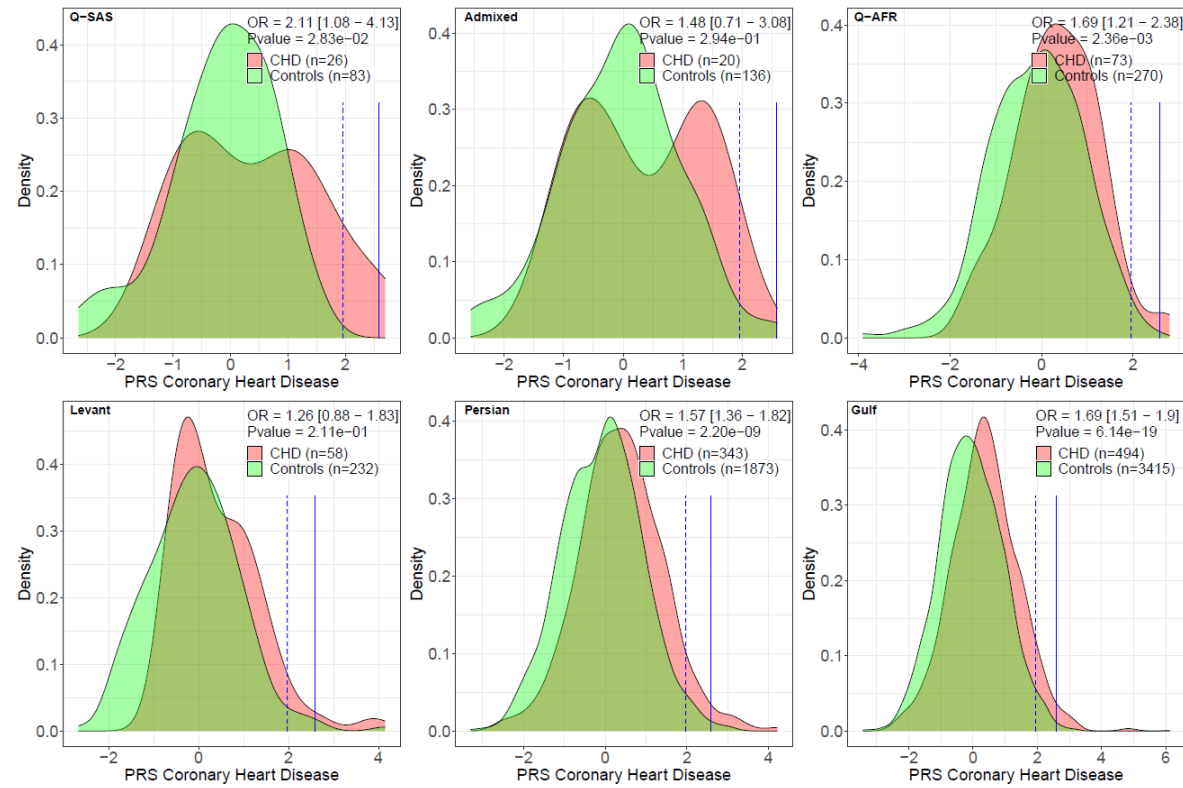 Q-SAS
OR = 2.11 [1.08 − 4.13]
Pvalue = 2.83e−02
CHD (n=26)
Controls (n=83)
Density
0.4
0.3
0.2
0.1
0.0
−2 −1 0 1 2
PRS Coronary Heart Disease
Admixed
OR = 1.48 [0.71 − 3.08]
Pvalue = 2.94e−01
CHD (n=20)
Controls (n=136)
Density
0.4
0.3
0.2
0.1
0.0
−2 −1 0 1 2
PRS Coronary Heart Disease
Q-AFR
OR = 1.69 [1.21 − 2.38]
Pvalue = 2.36e−03
CHD (n=73)
Controls (n=270)
Density
0.4
0.3
0.2
0.1
0.0
−4 −2 0 2
PRS Coronary Heart Disease
Levant
OR = 1.26 [0.88 − 1.83]
Pvalue = 2.11e−01
CHD (n=58)
Controls (n=232)
Density
0.4
0.3
0.2
0.1
0.0
−2 0 2 4
PRS Coronary Heart Disease
Persian
OR = 1.57 [1.36 − 1.82]
Pvalue = 2.20e−09
CHD (n=343)
Controls (n=1873)
Density
0.4
0.3
0.2
0.1
0.0
−2 0 2 4
PRS Coronary Heart Disease
Gulf
OR = 1.69 [1.51 − 1.9]
Pvalue = 6.14e−19
CHD (n=494)
Controls (n=3415)
Density
0.4
0.3
0.2
0.1
0.0
−2 0 2 4 6
PRS Coronary Heart Disease